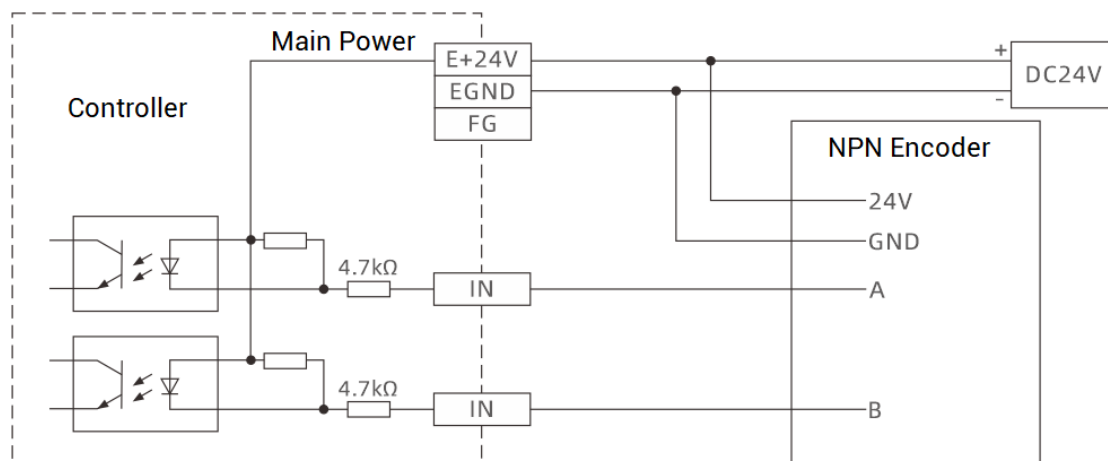 Main Power
E+24V
+
DC24V
Controller
EGND
-
FG
NPN Encoder
24V
GND
4.7kΩ
IN
A
4.7kΩ
IN
B